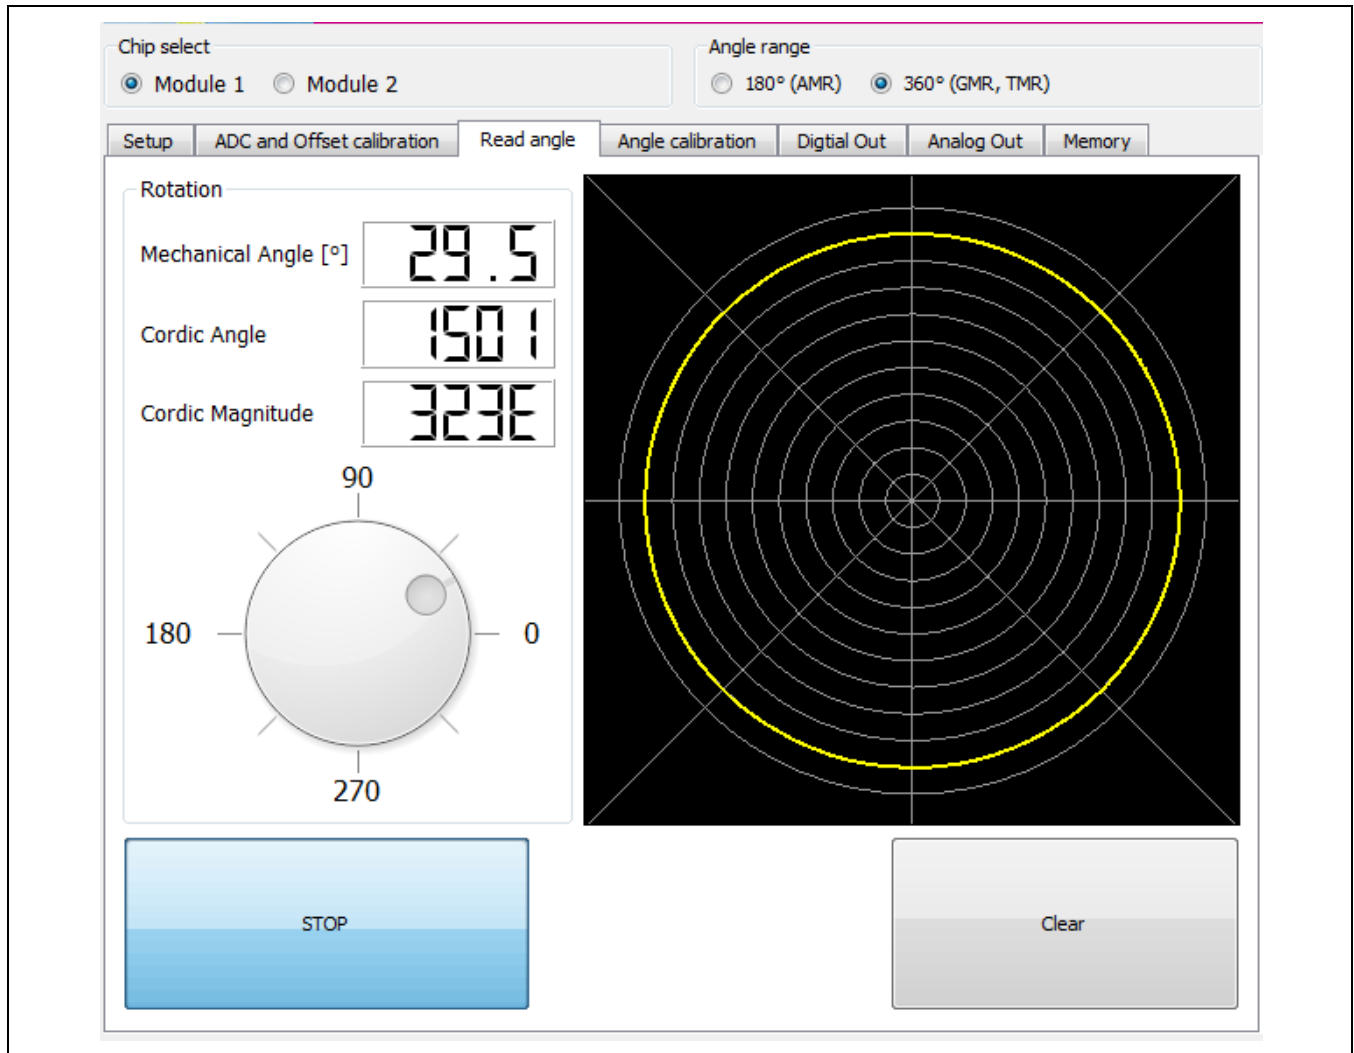 Chip select
Angle range
Module 1 Module 2
180° (AMR) 360° (GMR, TMR)
Setup ADC and Offset calibration Read angle Angle calibration Digtial Out Analog Out Memory
Rotation
Mechanical Angle [°] 29.5
Cordic Angle 1501
Cordic Magnitude 323E
90
180 0
270
STOP Clear